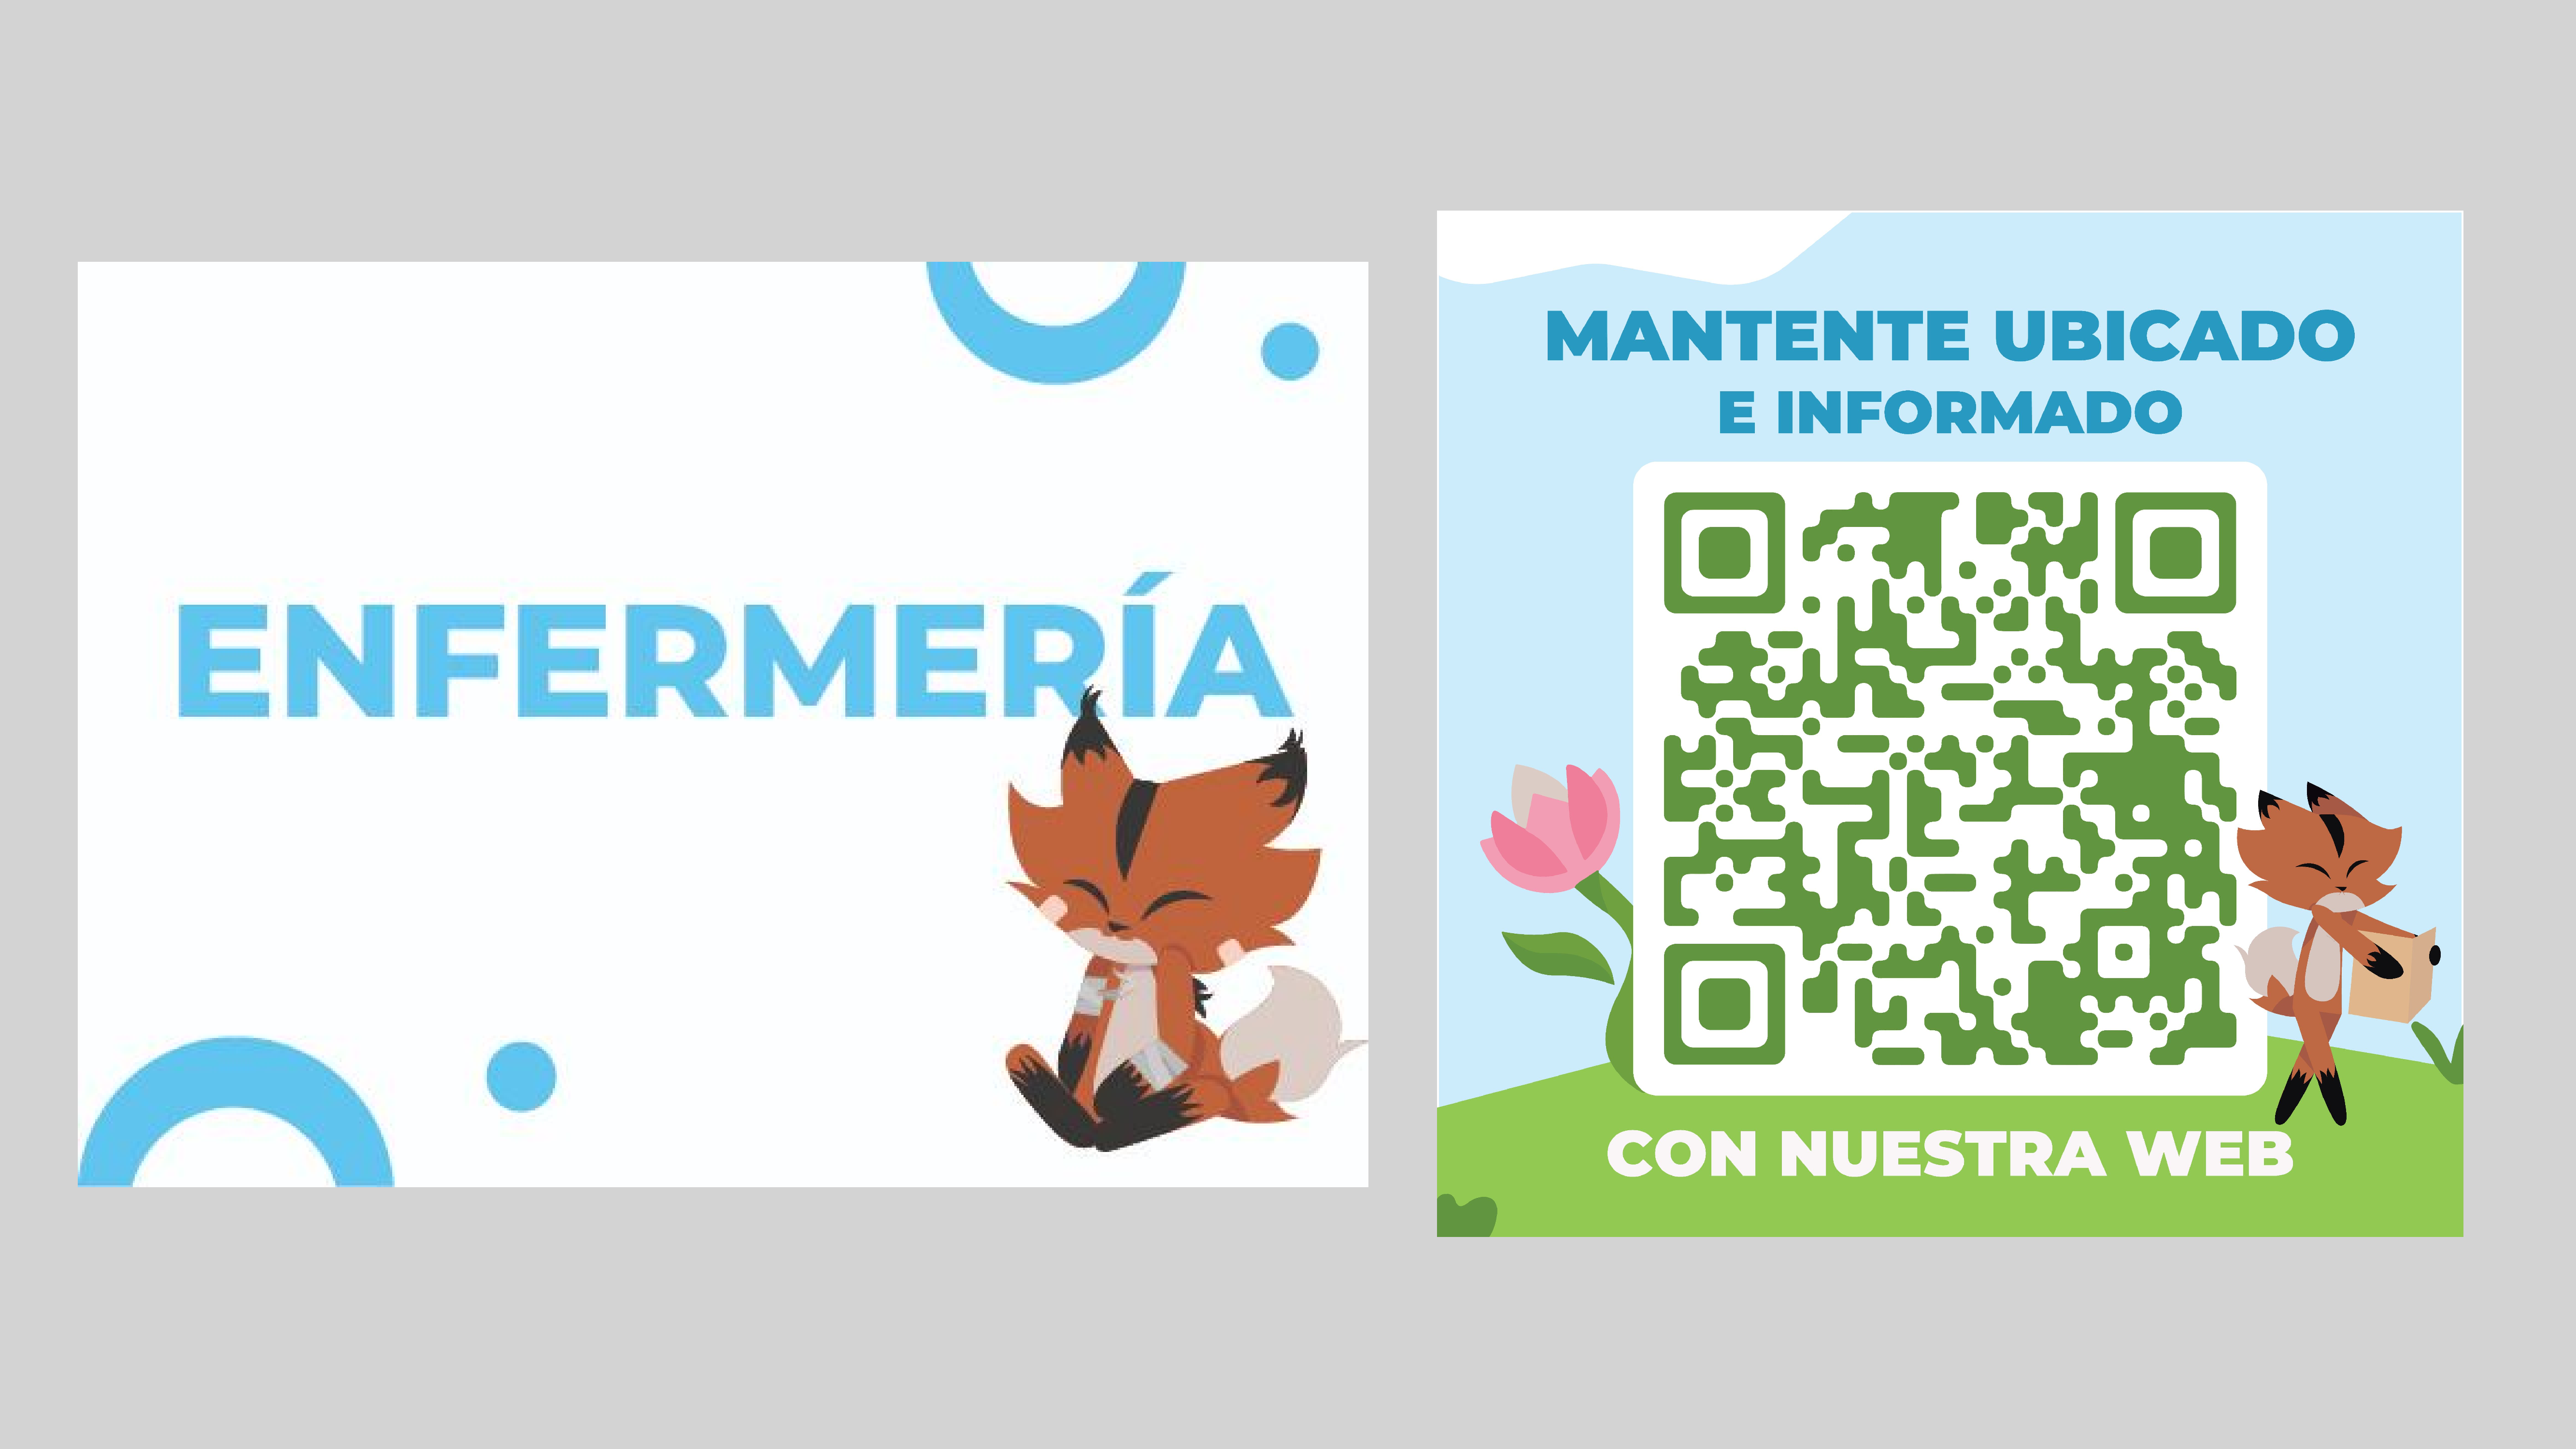 ENFERMERÍA
MANTENTE UBICADO
E INFORMADO
CON NUESTRA WEB